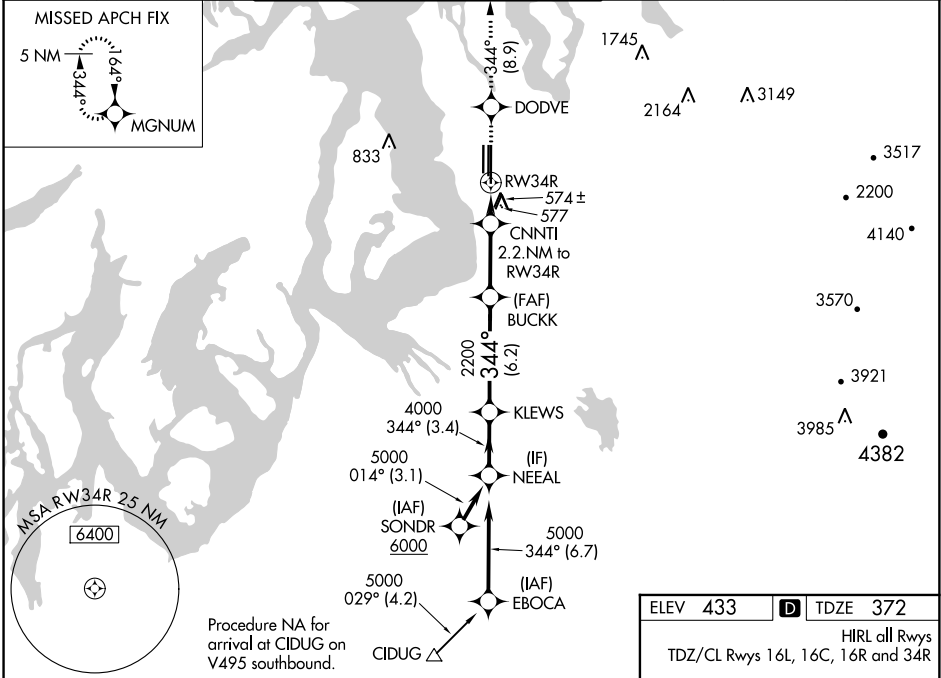 MISSED APCH FIX
5 NM
344°
164°
MGNUM
344°
(8.9)
DODVE
1745
2164
3149
833
3517
2200
4140
RW34R
574±
577
CNNTI
2.2.NM to
RW34R
(FAF)
BUCKK
3570
2200
344°
(6.2)
3921
3985
4382
KLEWS
4000
344° (3.4)
(IF)
NEEAL
5000
014° (3.1)
(IAF)
SONDR
6000
5000
344° (6.7)
(IAF)
EBOCA
5000
029° (4.2)
CIDUG
MSA RW34R 25 NM
6400
Procedure NA for
arrival at CIDUG on
V495 southbound.
ELEV 433 D TDZE 372
HIRL all Rwys
TDZ/CL Rwys 16L, 16C, 16R and 34R